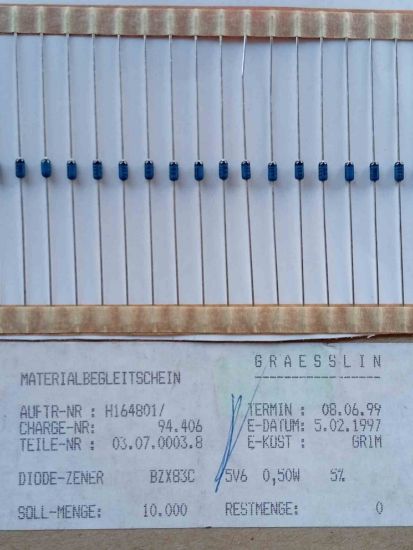 GRAESSLIN
MATERIALBEGLEITSCHEIN
AUFTR-NR : H164801/ TERMIN : 08.06.99
CHARGE-NR: 94.406 E-DATUM: 5.02.1997
TEILE-NR : 03.07.0003.8 E-KOST : GR1M
DIODE-ZENER BZX83C 5V6 0,50W 5%
SOLL-MENGE: 10.000 RESTMENGE: 0